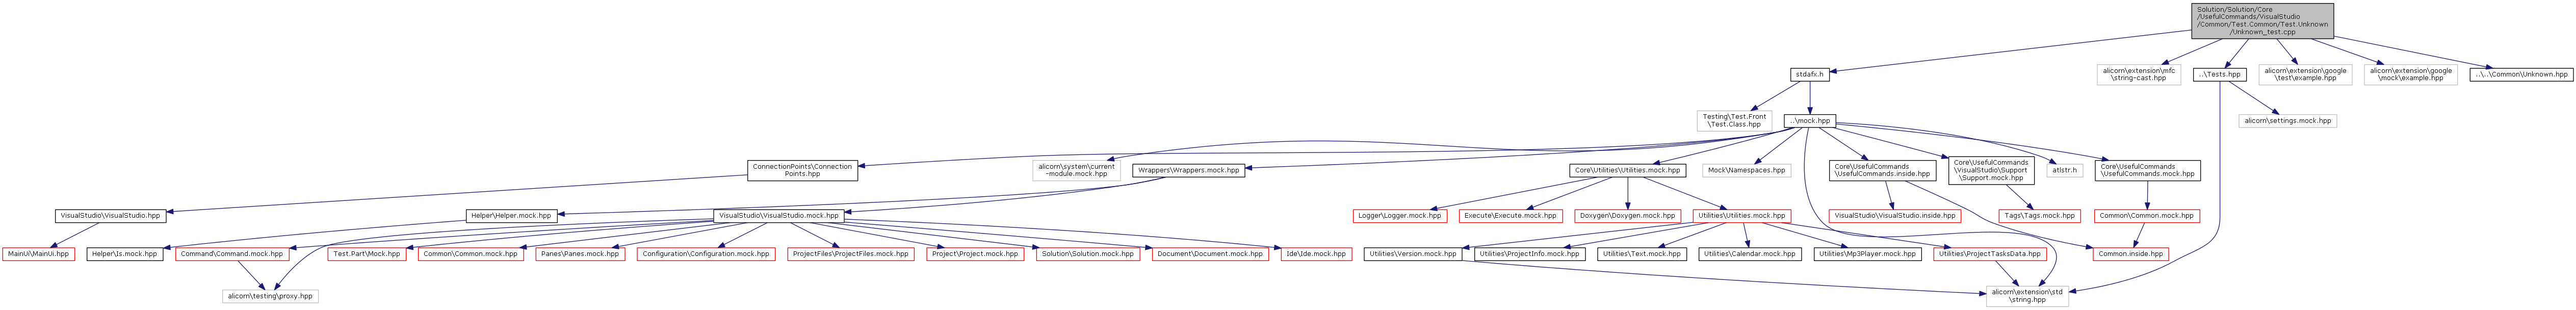 Solution/Solution/Core
/UsefulCommands/VisualStudio
/Common/Test.Common/Test.Unknown
/Unknown_test.cpp
stdafx.h
alicorn\extension\mfc
\string-cast.hpp
..\Tests.hpp
alicorn\extension\google
\test\example.hpp
alicorn\extension\google
\mock\example.hpp
..\..\Common\Unknown.hpp
Testing\Test.Front
\Test.Class.hpp
..\mock.hpp
alicorn\settings.mock.hpp
ConnectionPoints\Connection
Points.hpp
alicorn\system\current
-module.mock.hpp
Wrappers\Wrappers.mock.hpp
Core\Utilities\Utilities.mock.hpp
Mock\Namespaces.hpp
Core\UsefulCommands
\UsefulCommands.inside.hpp
Core\UsefulCommands
\VisualStudio\Support
\Support.mock.hpp
atlstr.h
Core\UsefulCommands
\UsefulCommands.mock.hpp
VisualStudio\VisualStudio.hpp
Helper\Helper.mock.hpp
VisualStudio\VisualStudio.mock.hpp
Logger\Logger.mock.hpp
Execute\Execute.mock.hpp
Doxygen\Doxygen.mock.hpp
Utilities\Utilities.mock.hpp
VisualStudio\VisualStudio.inside.hpp
Tags\Tags.mock.hpp
Common\Common.mock.hpp
MainUi\MainUi.hpp
Helper\Is.mock.hpp
Command\Command.mock.hpp
Test.Part\Mock.hpp
Common\Common.mock.hpp
Panes\Panes.mock.hpp
Configuration\Configuration.mock.hpp
ProjectFiles\ProjectFiles.mock.hpp
Project\Project.mock.hpp
Solution\Solution.mock.hpp
Document\Document.mock.hpp
Ide\Ide.mock.hpp
Utilities\Version.mock.hpp
Utilities\ProjectInfo.mock.hpp
Utilities\Text.mock.hpp
Utilities\Calendar.mock.hpp
Utilities\Mp3Player.mock.hpp
Utilities\ProjectTasksData.hpp
Common.inside.hpp
alicorn\testing\proxy.hpp
alicorn\extension\std
\string.hpp